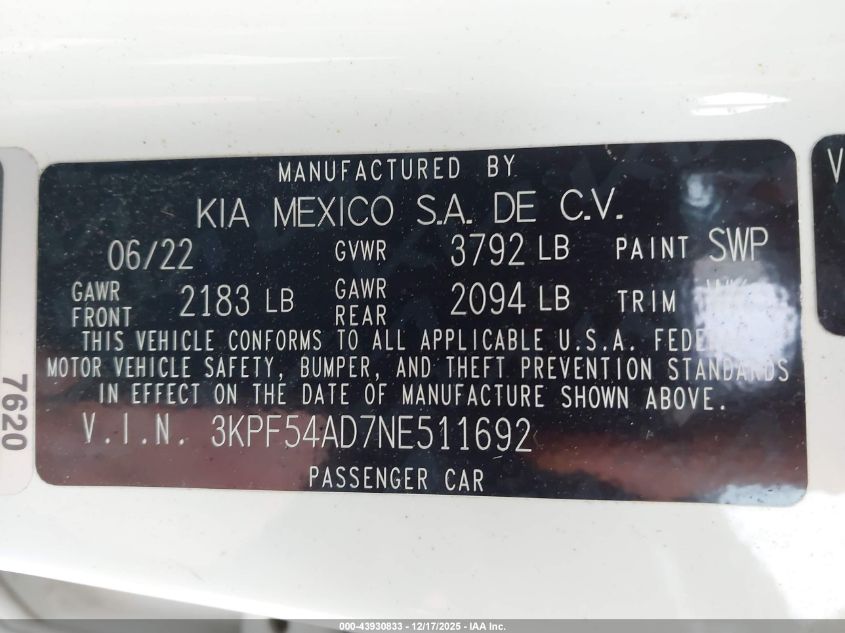 MANUFACTURED BY
KIA MEXICO S.A. DE C.V.
06/22 GVWR 3792 LB PAINT SWP
GAWR FRONT 2183 LB GAWR REAR 2094 LB TRIM
THIS VEHICLE CONFORMS TO ALL APPLICABLE U.S.A.
MOTOR VEHICLE SAFETY, BUMPER, AND THEFT PREVENTION STANDARDS
IN EFFECT ON THE DATE OF MANUFACTURE SHOWN ABOVE.
V.I.N. 3KPF54AD7NE511692
PASSENGER CAR
7620
V
000-43930833 - 12/17/2025 - IAA Inc.